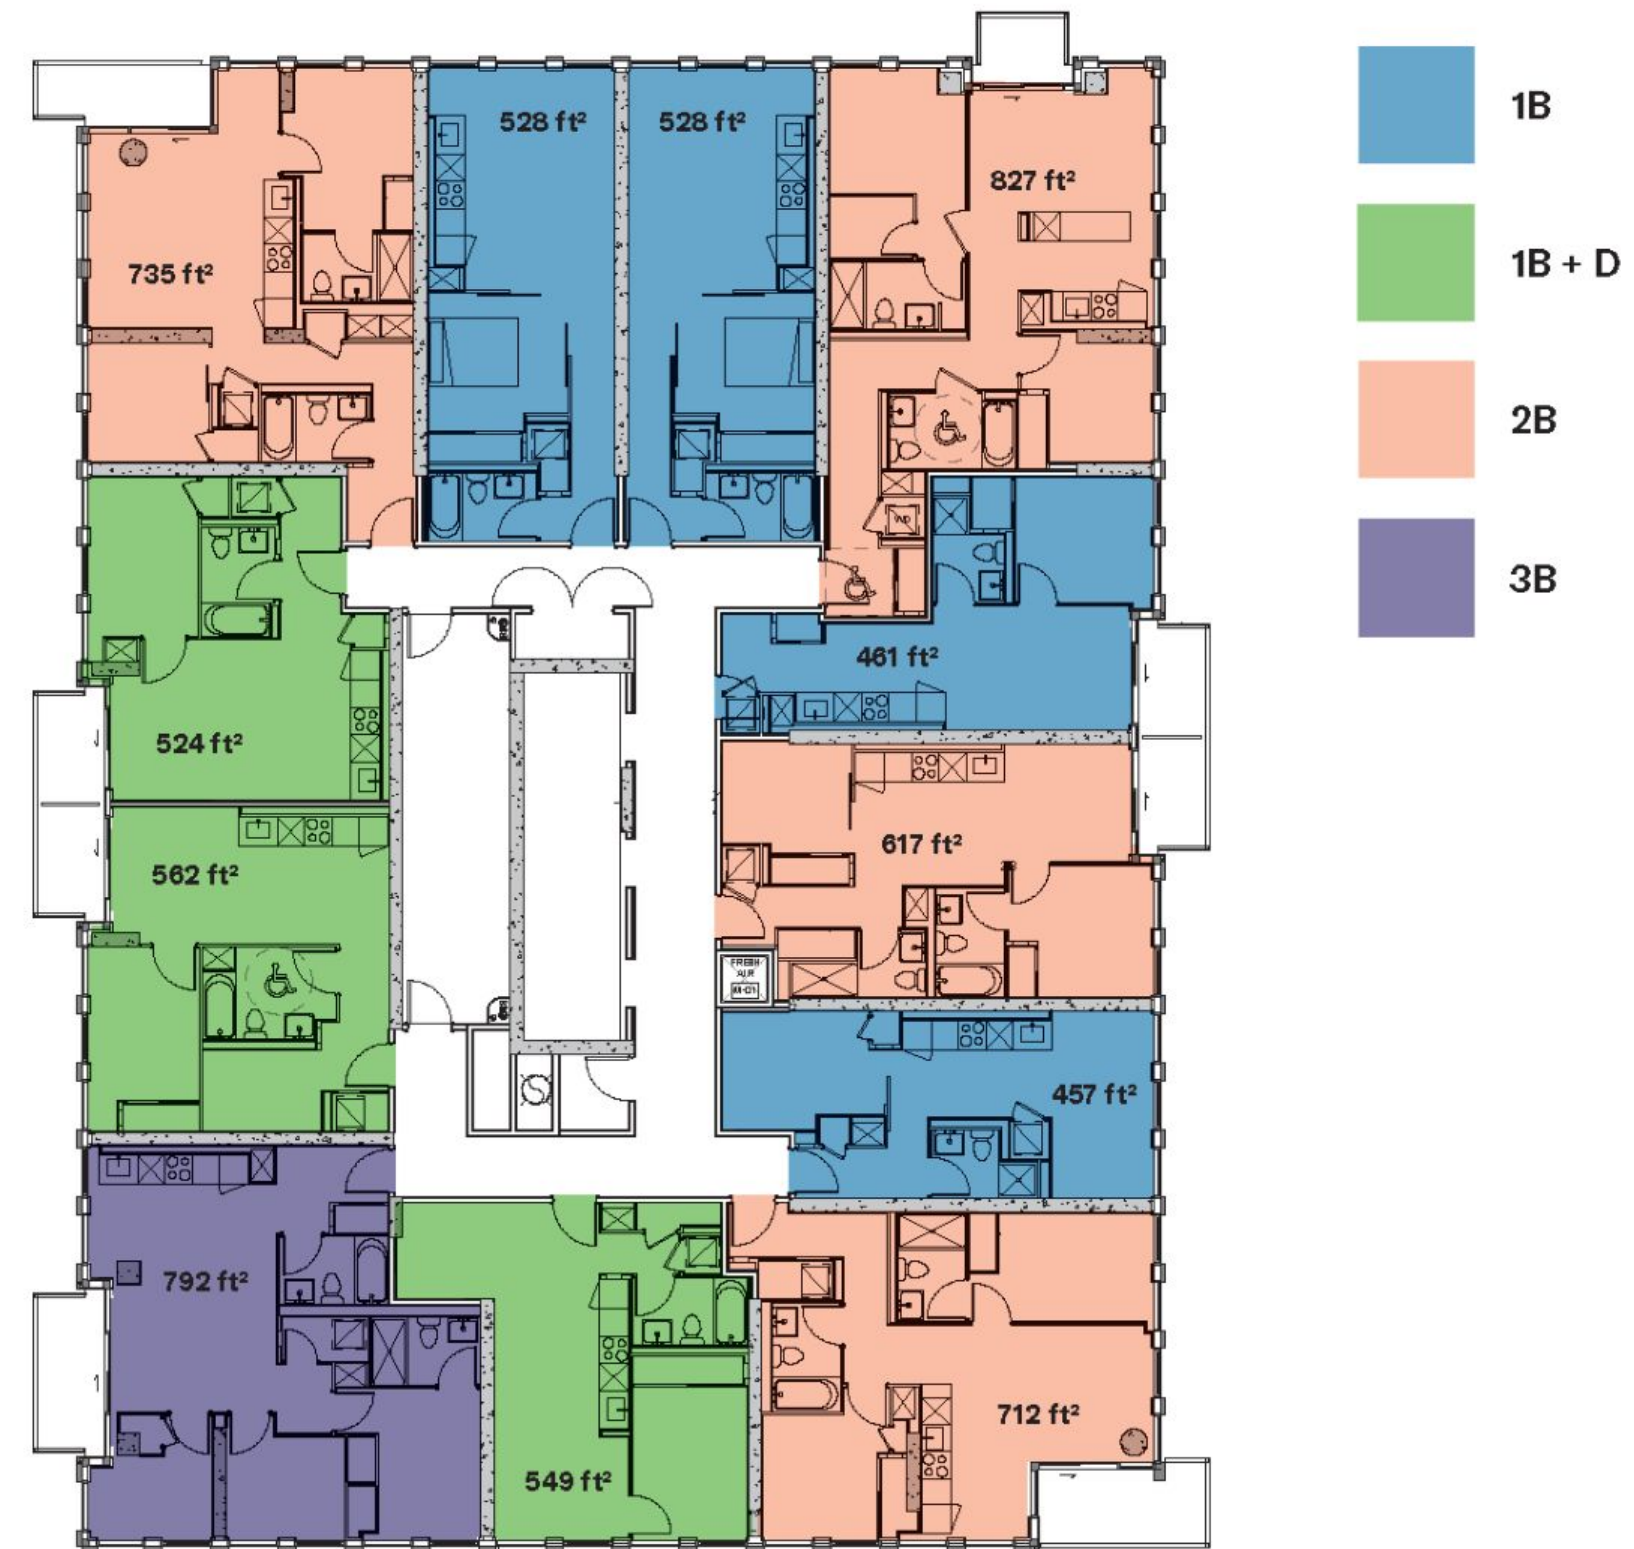 528 ft²
528 ft²
827 ft²
735 ft²
W/D
461 ft²
524 ft²
617 ft²
562 ft²
FRESH
AIR
457 ft²
792 ft²
712 ft²
549 ft²
1B
1B + D
2B
3B